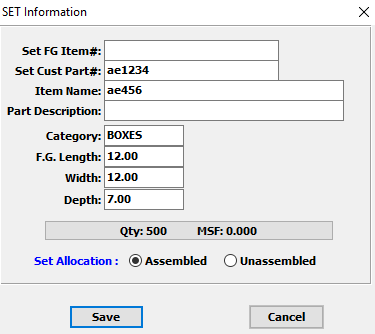 SET Information
Set FG Item#:
Set Cust Part#: ae1234
Item Name: ae456
Part Description:
Category: BOXES
F.G. Length: 12.00
Width: 12.00
Depth: 7.00
Qty: 500 MSF: 0.000
Set Allocation : Assembled Unassembled
Save Cancel